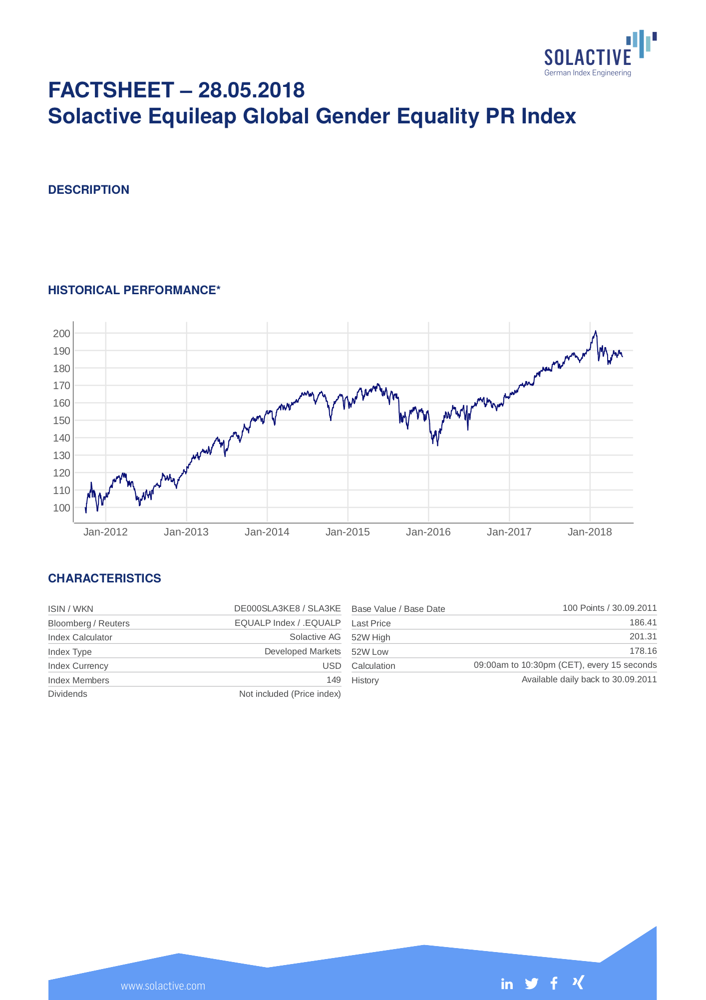 SOLACTIVE
German Index Engineering
FACTSHEET – 28.05.2018
Solactive Equileap Global Gender Equality PR Index
DESCRIPTION
HISTORICAL PERFORMANCE*
200
190
180
170
160
150
140
130
120
110
100
Jan-2012 Jan-2013 Jan-2014 Jan-2015 Jan-2016 Jan-2017 Jan-2018
CHARACTERISTICS
ISIN / WKN DE000SLA3KE8 / SLA3KE
Bloomberg / Reuters EQUALP Index / .EQUALP
Index Calculator Solactive AG
Index Type Developed Markets
Index Currency USD
Index Members 149
Dividends Not included (Price index)
Base Value / Base Date 100 Points / 30.09.2011
Last Price 186.41
52W High 201.31
52W Low 178.16
Calculation 09:00am to 10:30pm (CET), every 15 seconds
History Available daily back to 30.09.2011
www.solactive.com